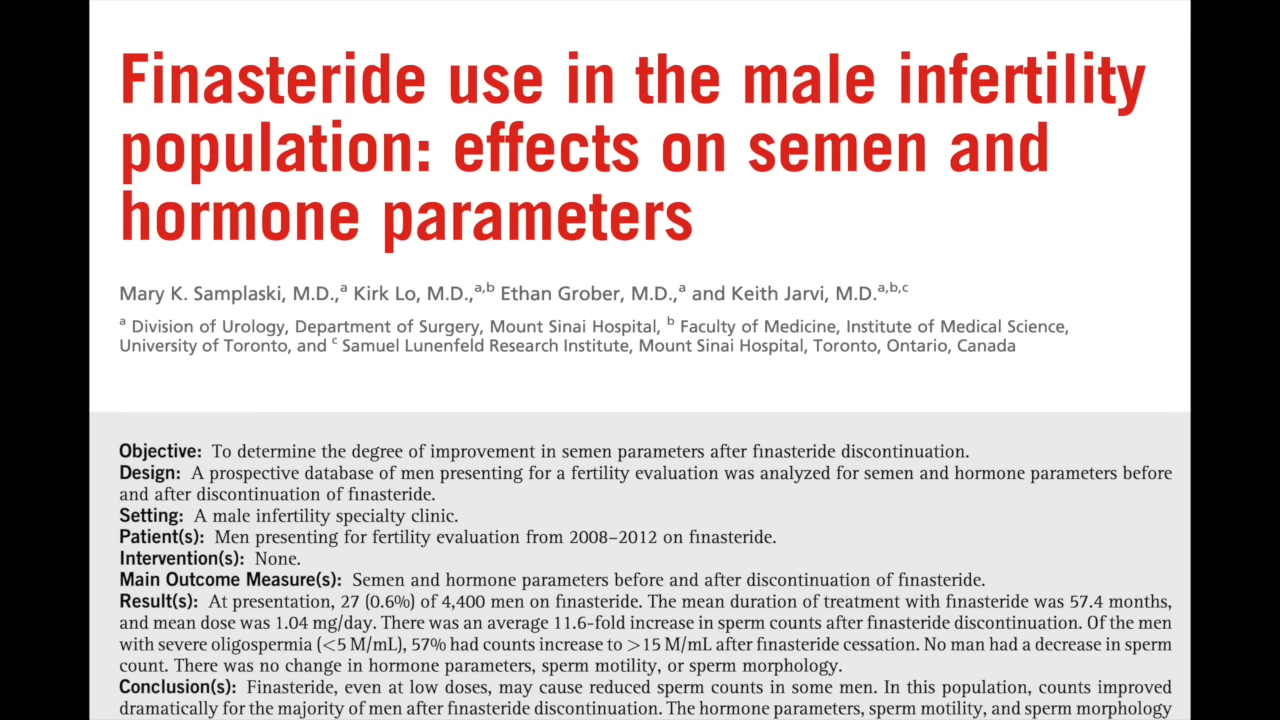 Finasteride use in the male infertility
population: effects on semen and
hormone parameters
Mary K. Samplaski, M.D.,a Kirk Lo, M.D.,a,b Ethan Grober, M.D.,a and Keith Jarvi, M.D.a,b,c
a Division of Urology, Department of Surgery, Mount Sinai Hospital, b Faculty of Medicine, Institute of Medical Science,
University of Toronto, and c Samuel Lunenfeld Research Institute, Mount Sinai Hospital, Toronto, Ontario, Canada
Objective: To determine the degree of improvement in semen parameters after finasteride discontinuation.
Design: A prospective database of men presenting for a fertility evaluation was analyzed for semen and hormone parameters before
and after discontinuation of finasteride.
Setting: A male infertility specialty clinic.
Patient(s): Men presenting for fertility evaluation from 2008–2012 on finasteride.
Intervention(s): None.
Main Outcome Measure(s): Semen and hormone parameters before and after discontinuation of finasteride.
Result(s): At presentation, 27 (0.6%) of 4,400 men on finasteride. The mean duration of treatment with finasteride was 57.4 months,
and mean dose was 1.04 mg/day. There was an average 11.6-fold increase in sperm counts after finasteride discontinuation. Of the men
with severe oligospermia (<5 M/mL), 57% had counts increase to >15 M/mL after finasteride cessation. No man had a decrease in sperm
count. There was no change in hormone parameters, sperm motility, or sperm morphology.
Conclusion(s): Finasteride, even at low doses, may cause reduced sperm counts in some men. In this population, counts improved
dramatically for the majority of men after finasteride discontinuation. The hormone parameters, sperm motility, and sperm morphology